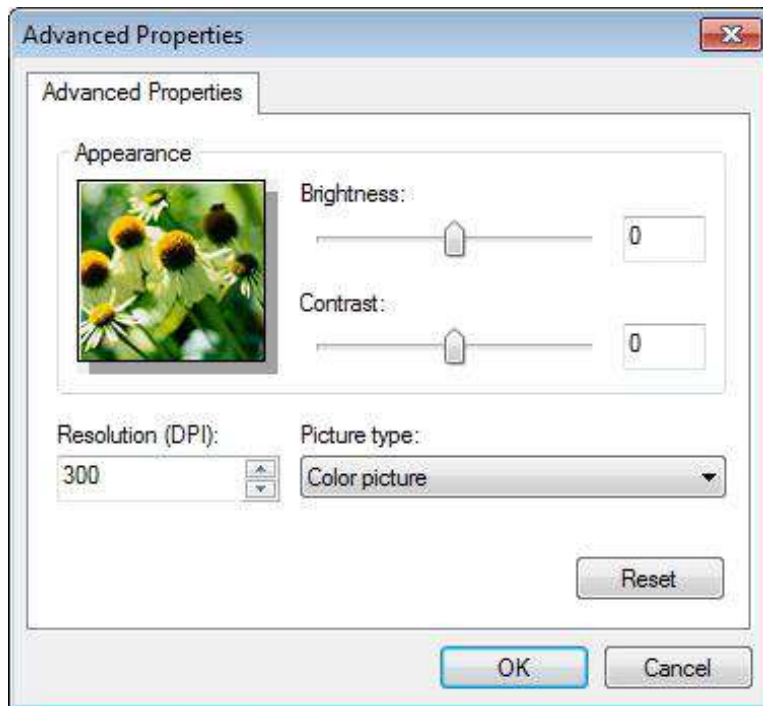 Advanced Properties
Advanced Properties
Appearance
Brightness:
0
Contrast:
0
Resolution (DPI):
300
Picture type:
Color picture
Reset
OK
Cancel